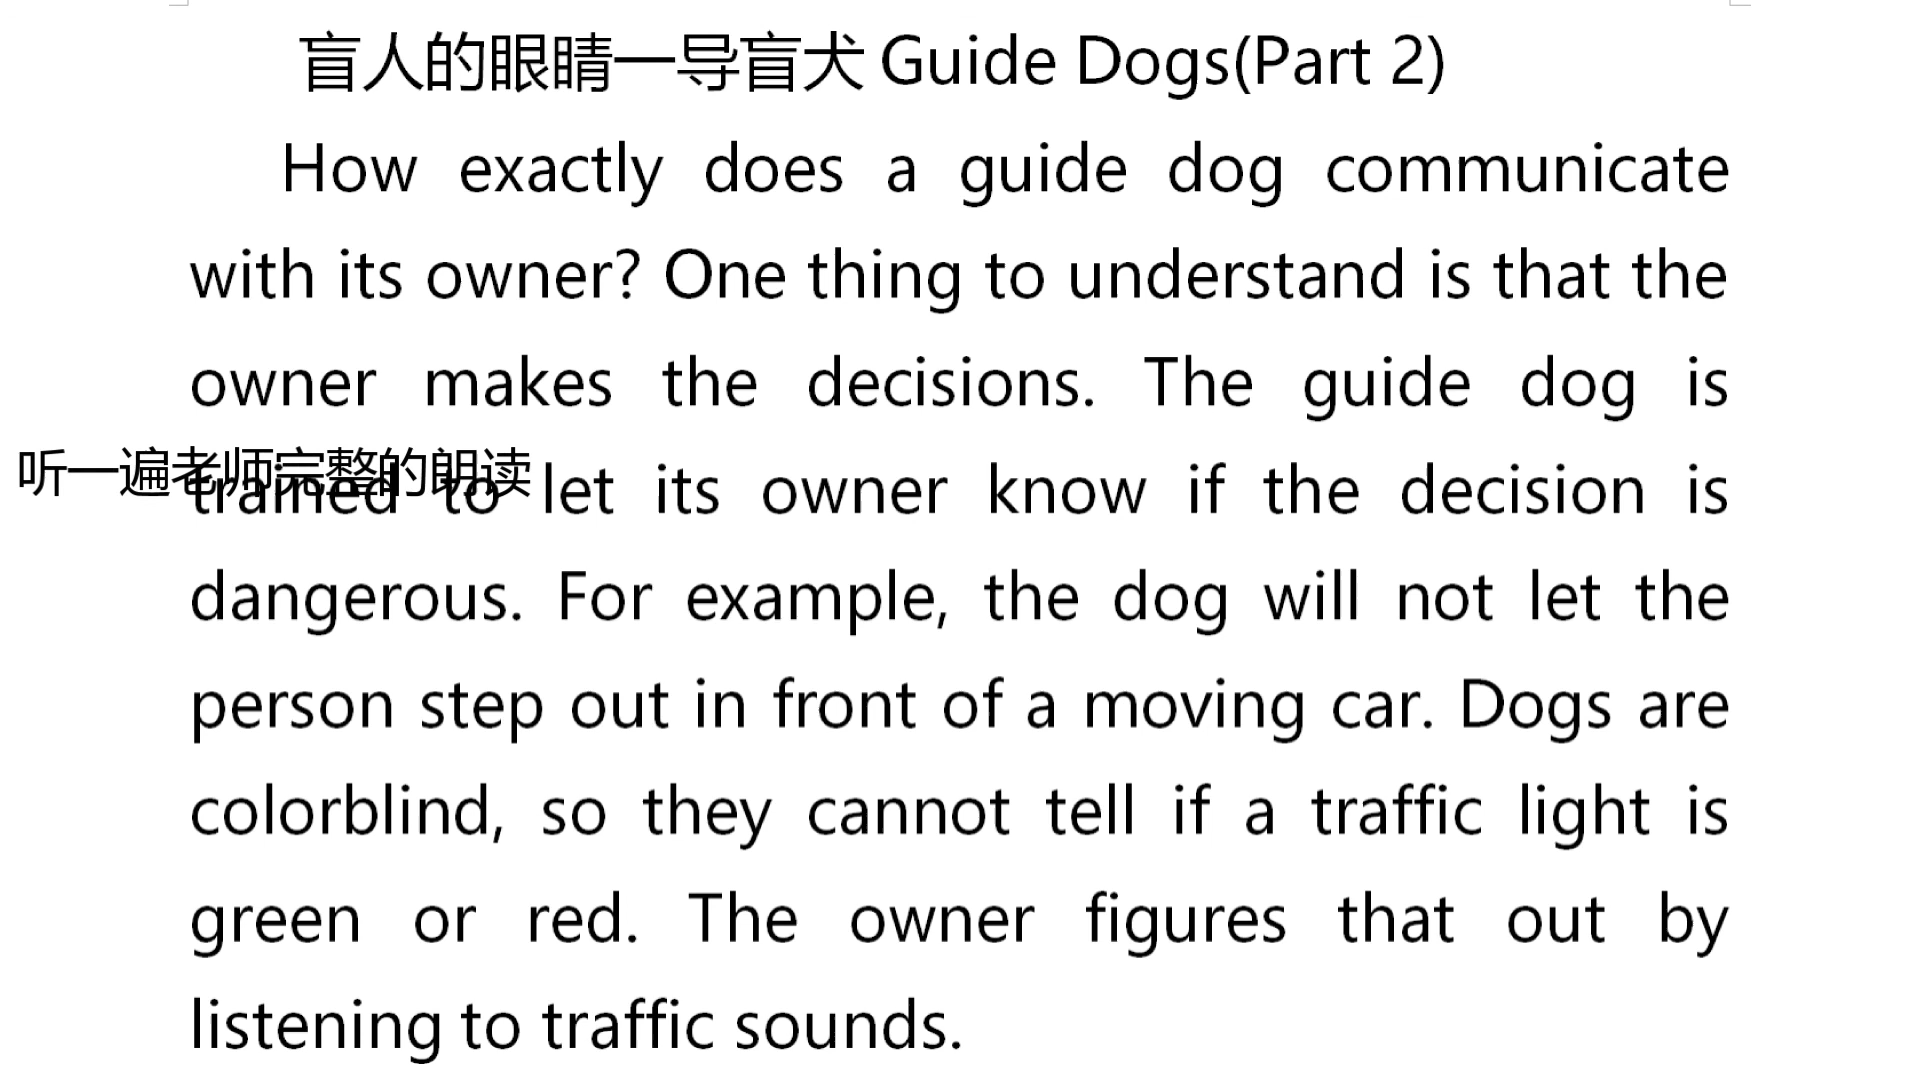 盲人的眼睛一导盲犬 Guide Dogs(Part 2)
How exactly does a guide dog communicate
with its owner? One thing to understand is that the
owner makes the decisions. The guide dog is
听一遍老师完整的朗读
trained to let its owner know if the decision is
dangerous. For example, the dog will not let the
person step out in front of a moving car. Dogs are
colorblind, so they cannot tell if a traffic light is
green or red. The owner figures that out by
listening to traffic sounds.